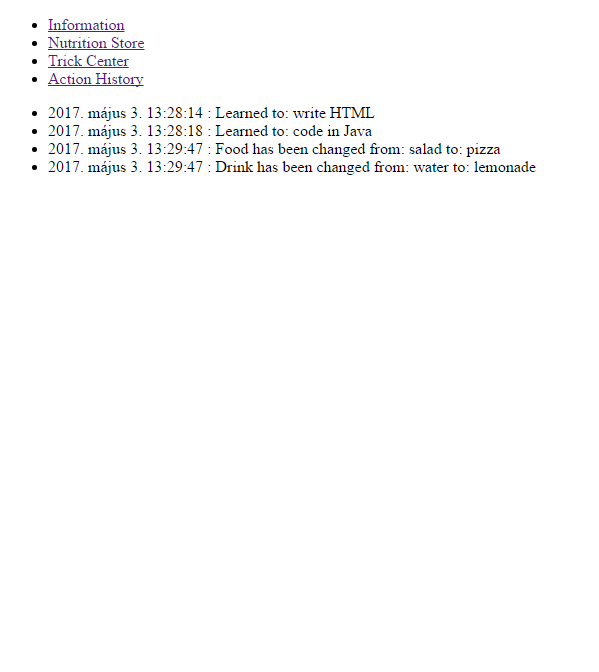 Information
Nutrition Store
Trick Center
Action History
2017. május 3. 13:28:14 : Learned to: write HTML
2017. május 3. 13:28:18 : Learned to: code in Java
2017. május 3. 13:29:47 : Food has been changed from: salad to: pizza
2017. május 3. 13:29:47 : Drink has been changed from: water to: lemonade